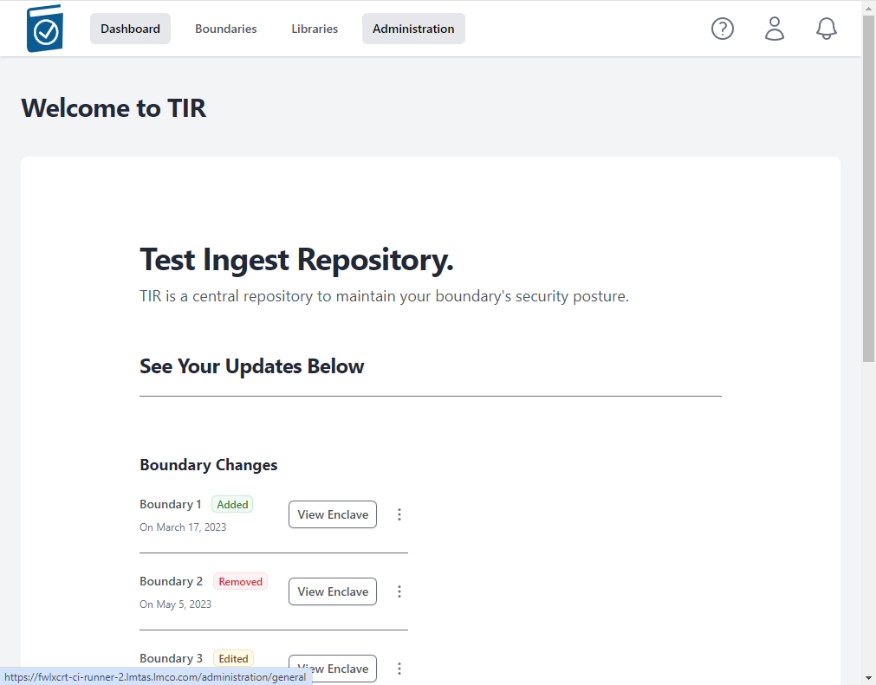 Dashboard Boundaries Libraries Administration
Welcome to TIR
Test Ingest Repository.
TIR is a central repository to maintain your boundary's security posture.
See Your Updates Below
Boundary Changes
Boundary 1 Added
On March 17, 2023
View Enclave
Boundary 2 Removed
On May 5, 2023
View Enclave
Boundary 3 Edited
View Enclave
https://fwlxcrt-ci-runner-2.lmtas.lmco.com/administration/general